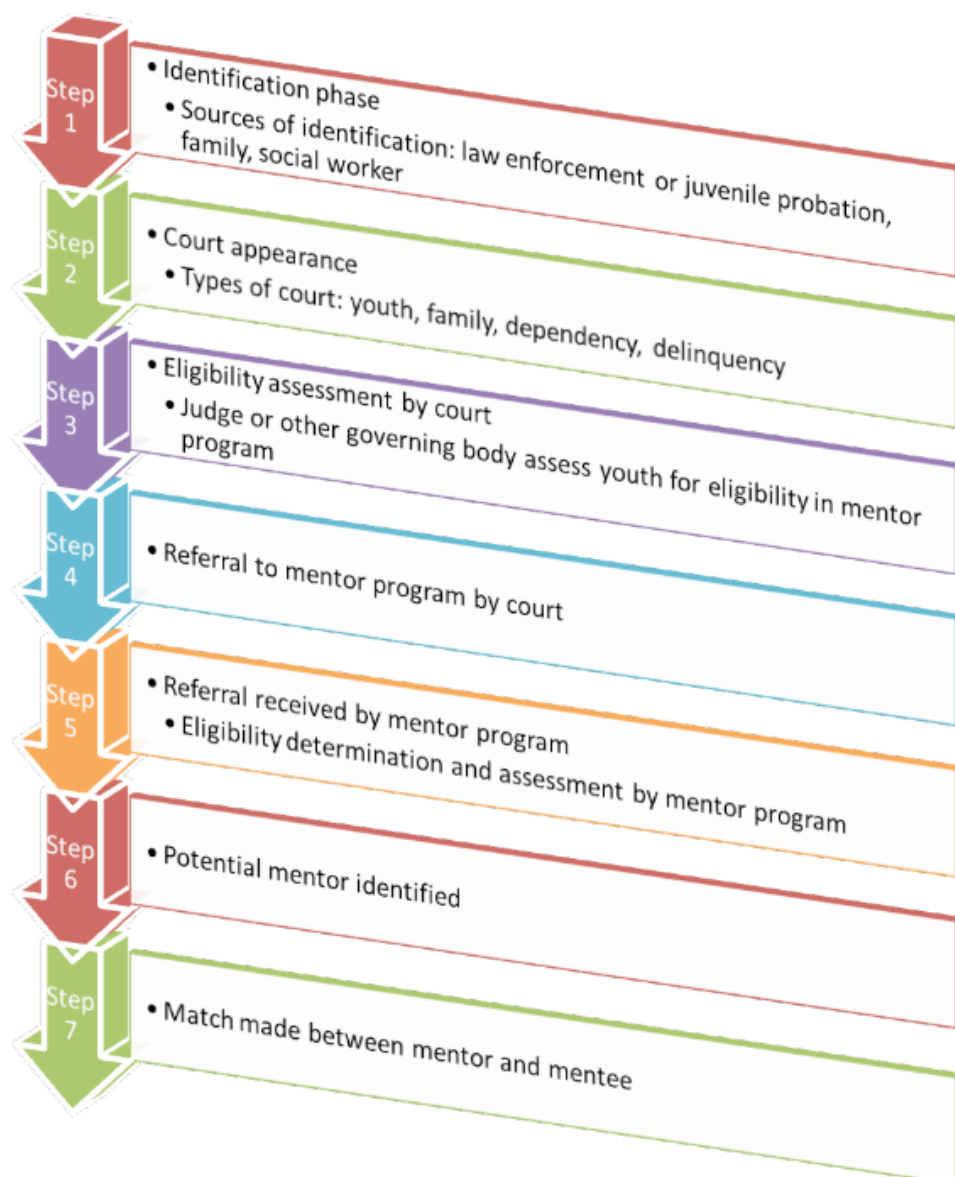 Step
1
• Identification phase
• Sources of identification: law enforcement or juvenile probation,
family, social worker
Step
2
• Court appearance
• Types of court: youth, family, dependency, delinquency
Step
3
• Eligibility assessment by court
• Judge or other governing body assess youth for eligibility in mentor
program
Step
4
• Referral to mentor program by court
Step
5
• Referral received by mentor program
• Eligibility determination and assessment by mentor program
Step
6
• Potential mentor identified
Step
7
• Match made between mentor and mentee